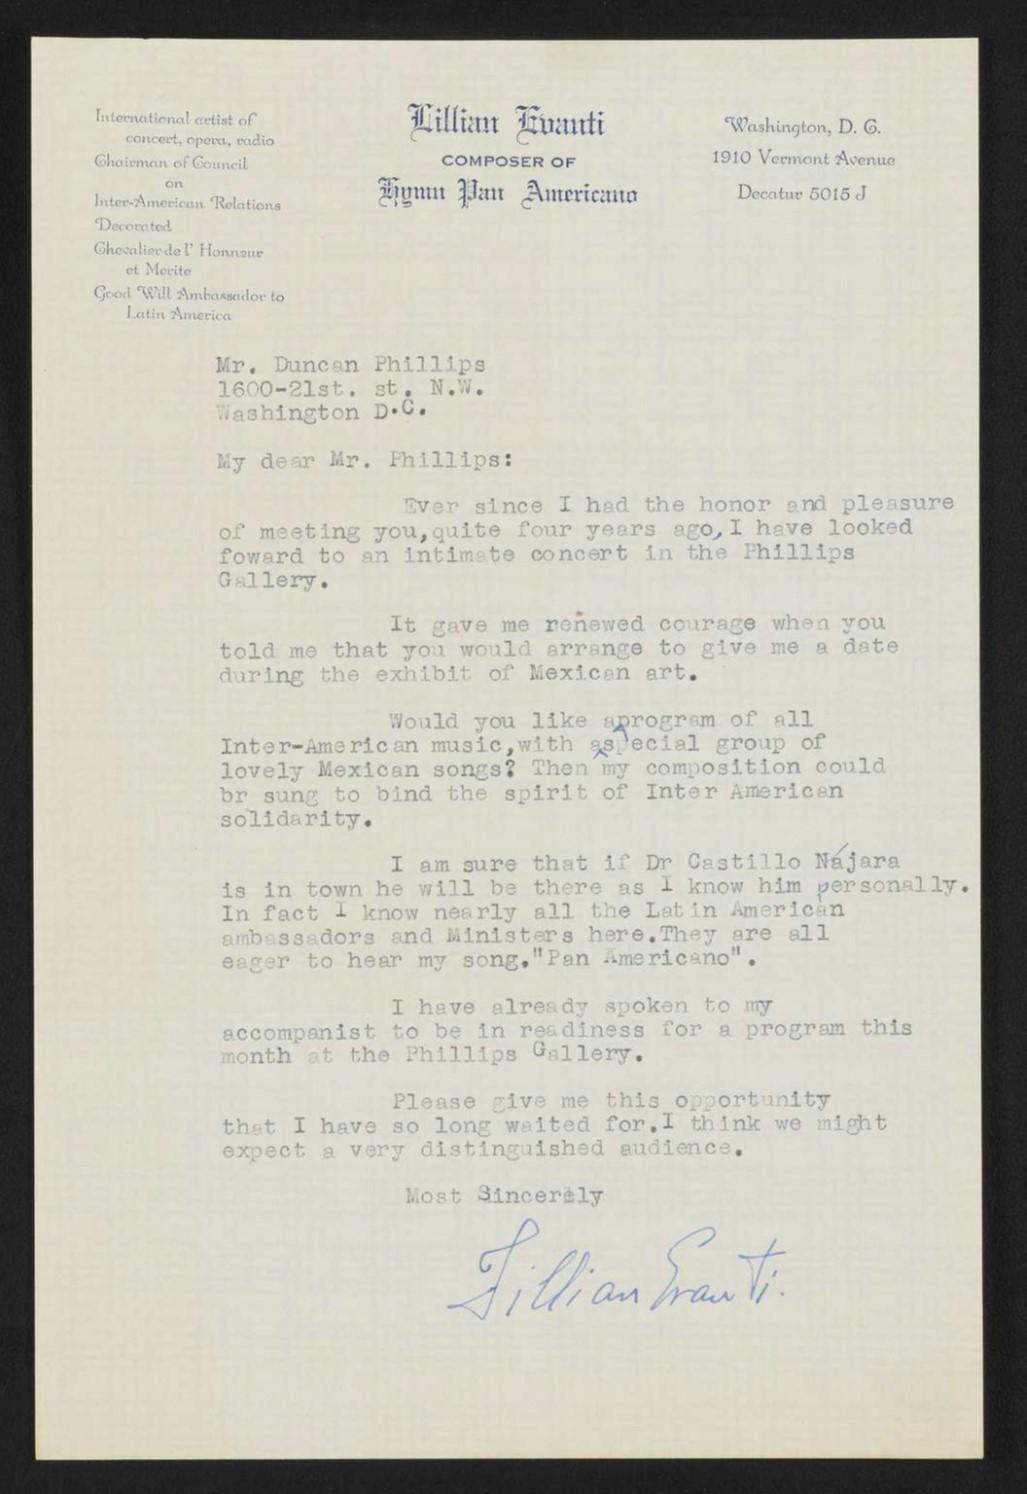 International artist of
concert, opera, radio
Chairman of Council
on
Inter-American Relations
Decorated
Chevalier de l' Honneur
et Merite
Good Will Ambassador to
Latin America
Lillian Evanti
COMPOSER OF
Hymn Pan Americano
Washington, D. C.
1910 Vermont Avenue
Decatur 5015 J
Mr. Duncan Phillips
1600-21st. st. N.W.
Washington D.C.
My dear Mr. Phillips:
Ever since I had the honor and pleasure
of meeting you,quite four years ago, I have looked
foward to an intimate concert in the Phillips
Gallery.
It gave me renewed courage when you
told me that you would arrange to give me a date
during the exhibit of Mexican art.
Would you like aprogram of all
Inter-American music,with aspecial group of
lovely Mexican songs? Then my composition could
br sung to bind the spirit of Inter American
solidarity.
I am sure that if Dr Castillo Nájara
is in town he will be there as I know him personally.
In fact I know nearly all the Latin American
ambassadors and Ministers here.They are all
eager to hear my song."Pan Americano".
I have already spoken to my
accompanist to be in readiness for a program this
month at the Phillips Gallery.
Please give me this opportunity
that I have so long waited for.I think we might
expect a very distinguished audience.
Most Sincerely
Lillian Evanti.